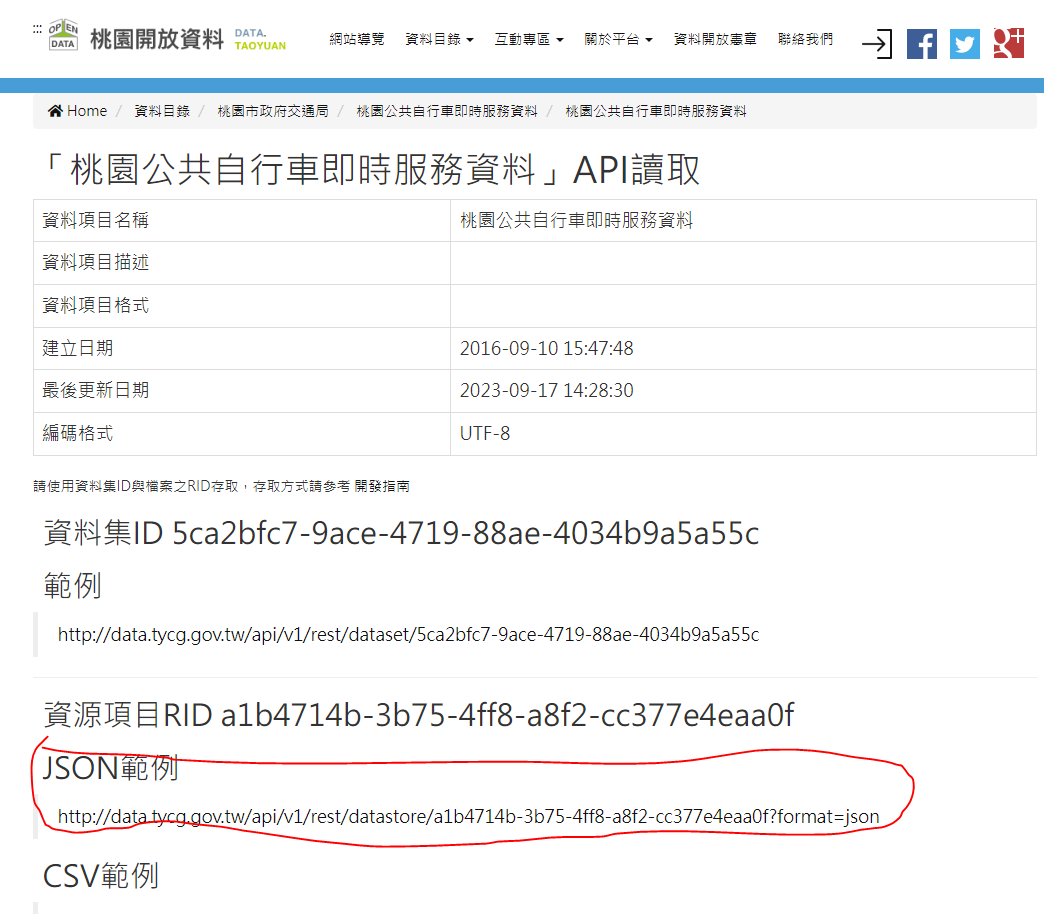 :::
OPEN
DATA
桃園開放資料
DATA.
TAOYUAN
網站導覽 資料目錄 互動專區 關於平台 資料開放憲章 聯絡我們
Home / 資料目錄 / 桃園市政府交通局 / 桃園公共自行車即時服務資料 / 桃園公共自行車即時服務資料
「桃園公共自行車即時服務資料」API讀取
資料項目名稱 桃園公共自行車即時服務資料
資料項目描述
資料項目格式
建立日期 2016-09-10 15:47:48
最後更新日期 2023-09-17 14:28:30
編碼格式 UTF-8
請使用資料集ID與檔案之RID存取，存取方式請參考 開發指南
資料集ID 5ca2bfc7-9ace-4719-88ae-4034b9a5a55c
範例
http://data.tycg.gov.tw/api/v1/rest/dataset/5ca2bfc7-9ace-4719-88ae-4034b9a5a55c
資源項目RID a1b4714b-3b75-4ff8-a8f2-cc377e4eaa0f
JSON範例
http://data.tycg.gov.tw/api/v1/rest/datastore/a1b4714b-3b75-4ff8-a8f2-cc377e4eaa0f?format=json
CSV範例